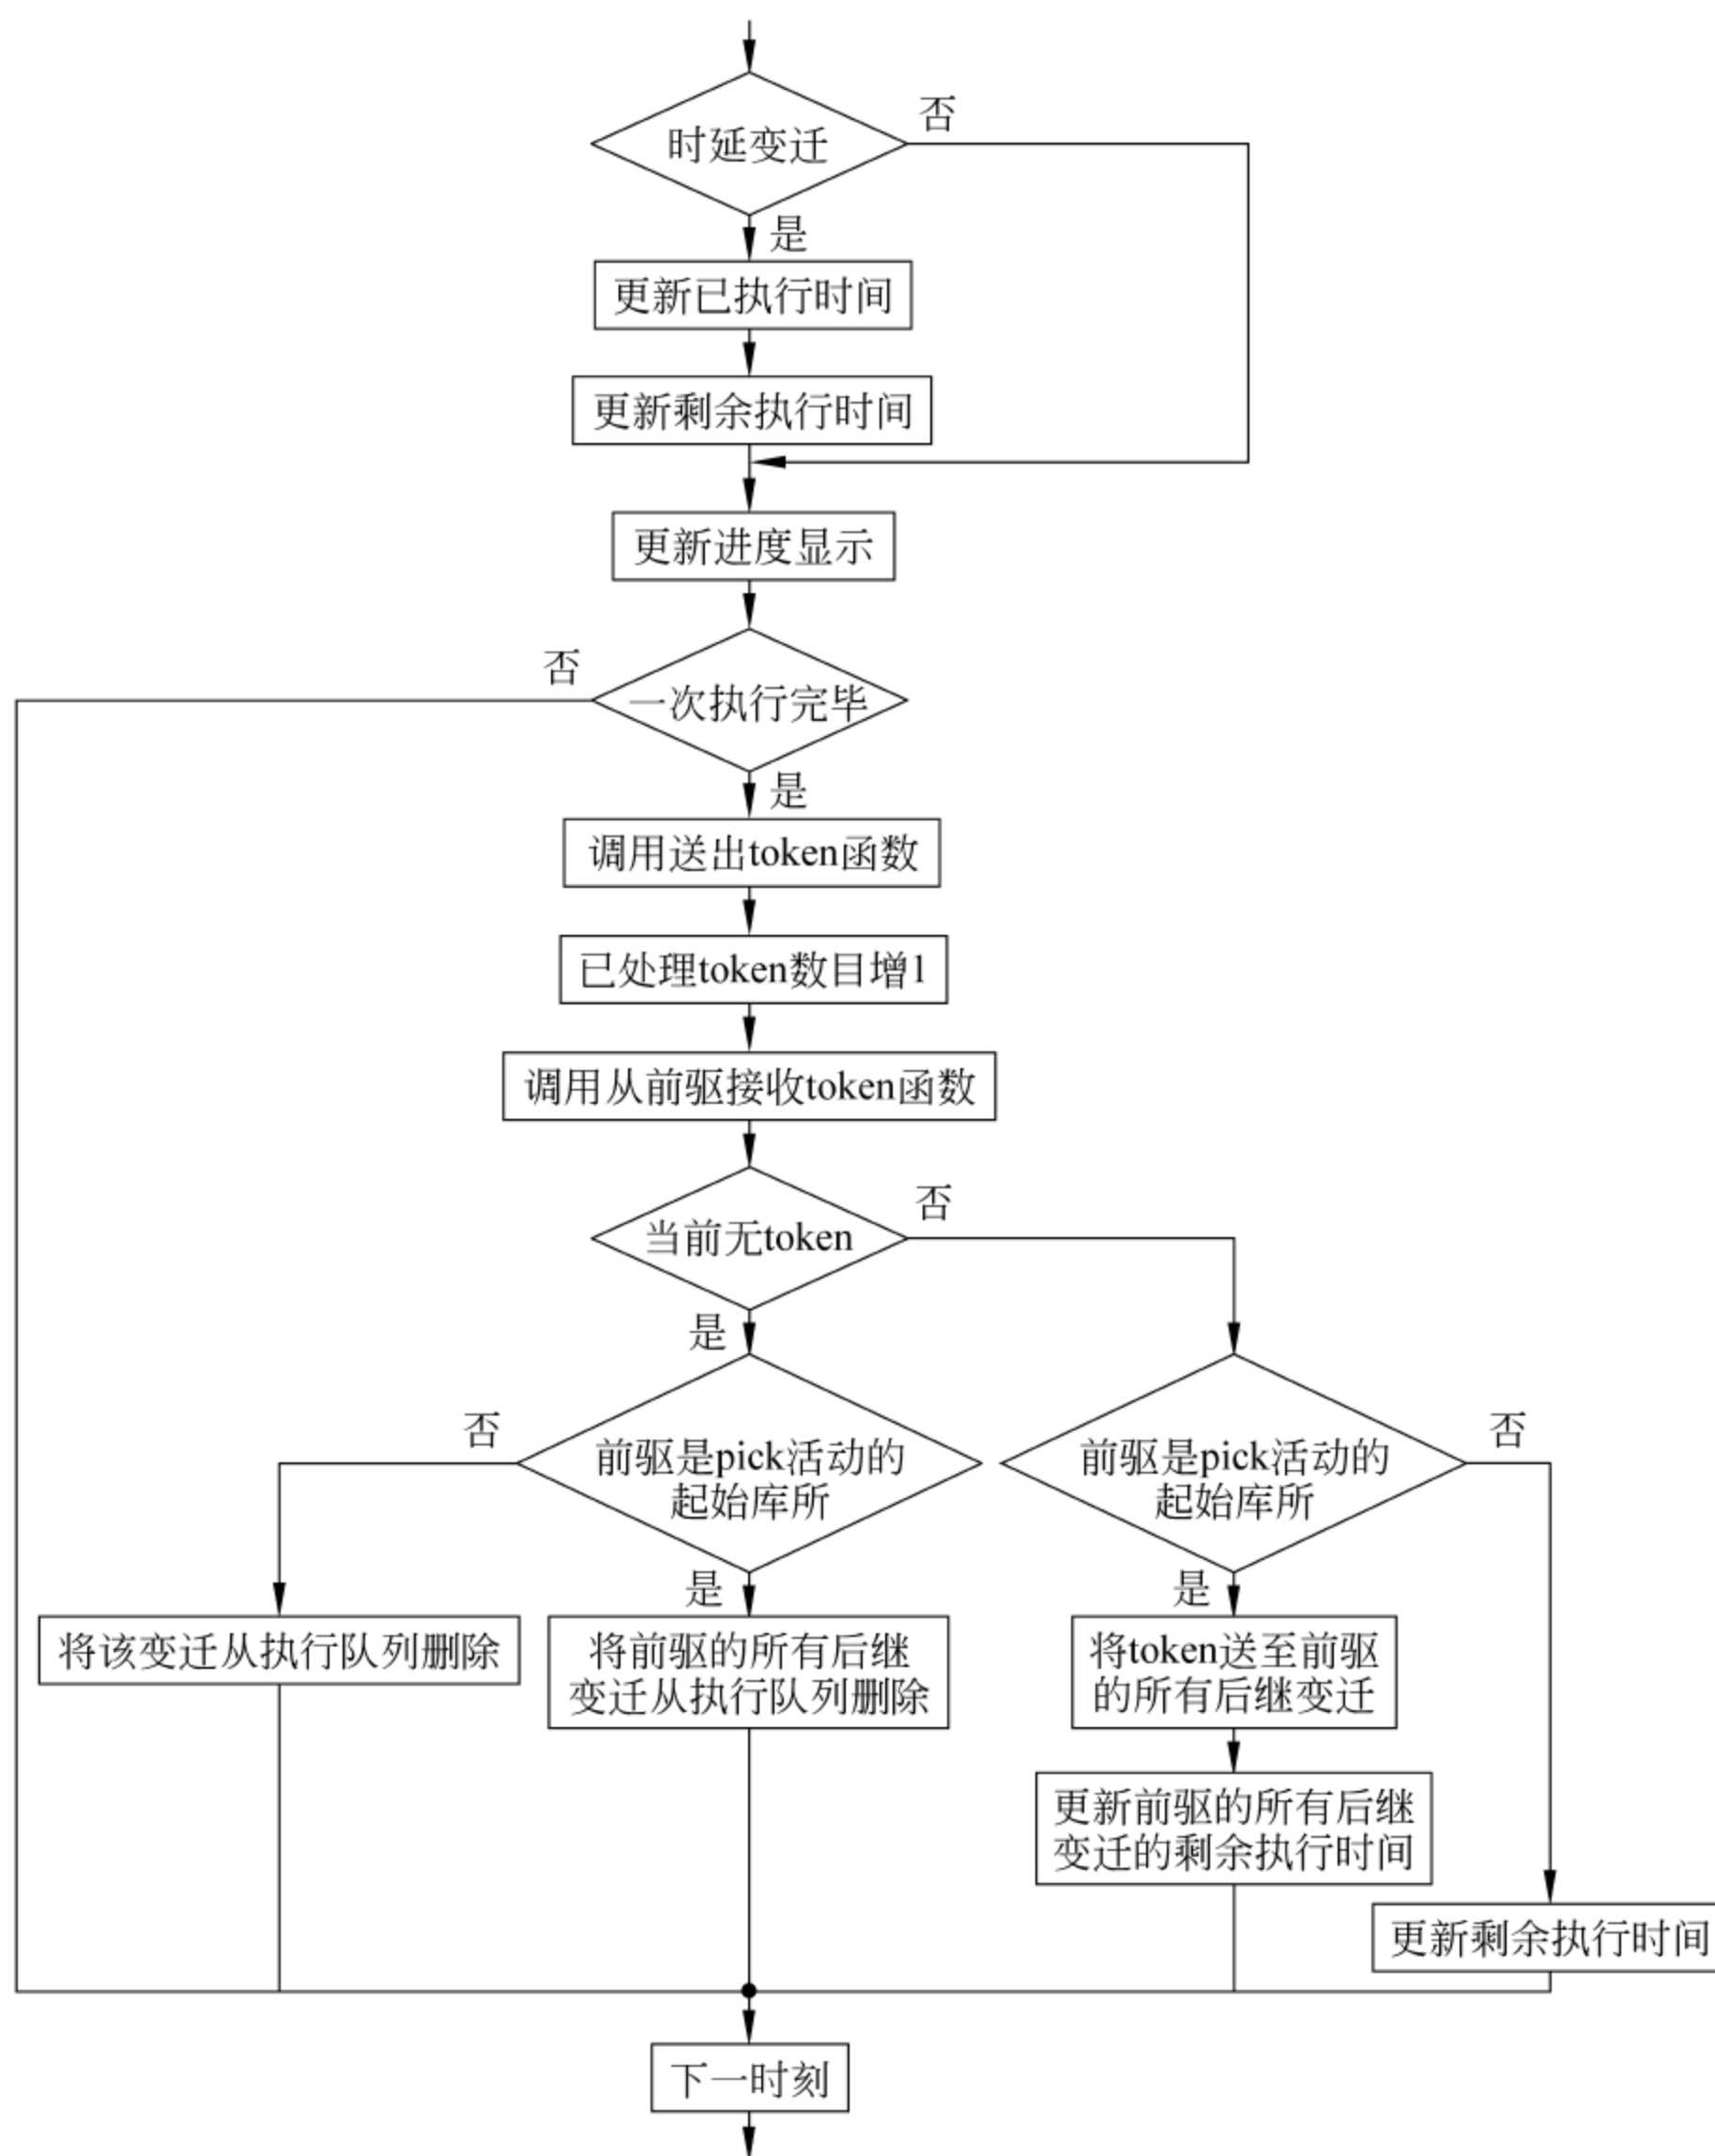 时延变迁
否
是
更新已执行时间
更新剩余执行时间
更新进度显示
否
一次执行完毕
是
调用送出token函数
已处理token数目增1
调用从前驱接收token函数
否
当前无token
是
否
前驱是pick活动的
起始库所
前驱是pick活动的
起始库所
否
是
是
将该变迁从执行队列删除
将前驱的所有后继
变迁从执行队列删除
将token送至前驱
的所有后继变迁
更新前驱的所有后继
变迁的剩余执行时间
更新剩余执行时间
下一时刻